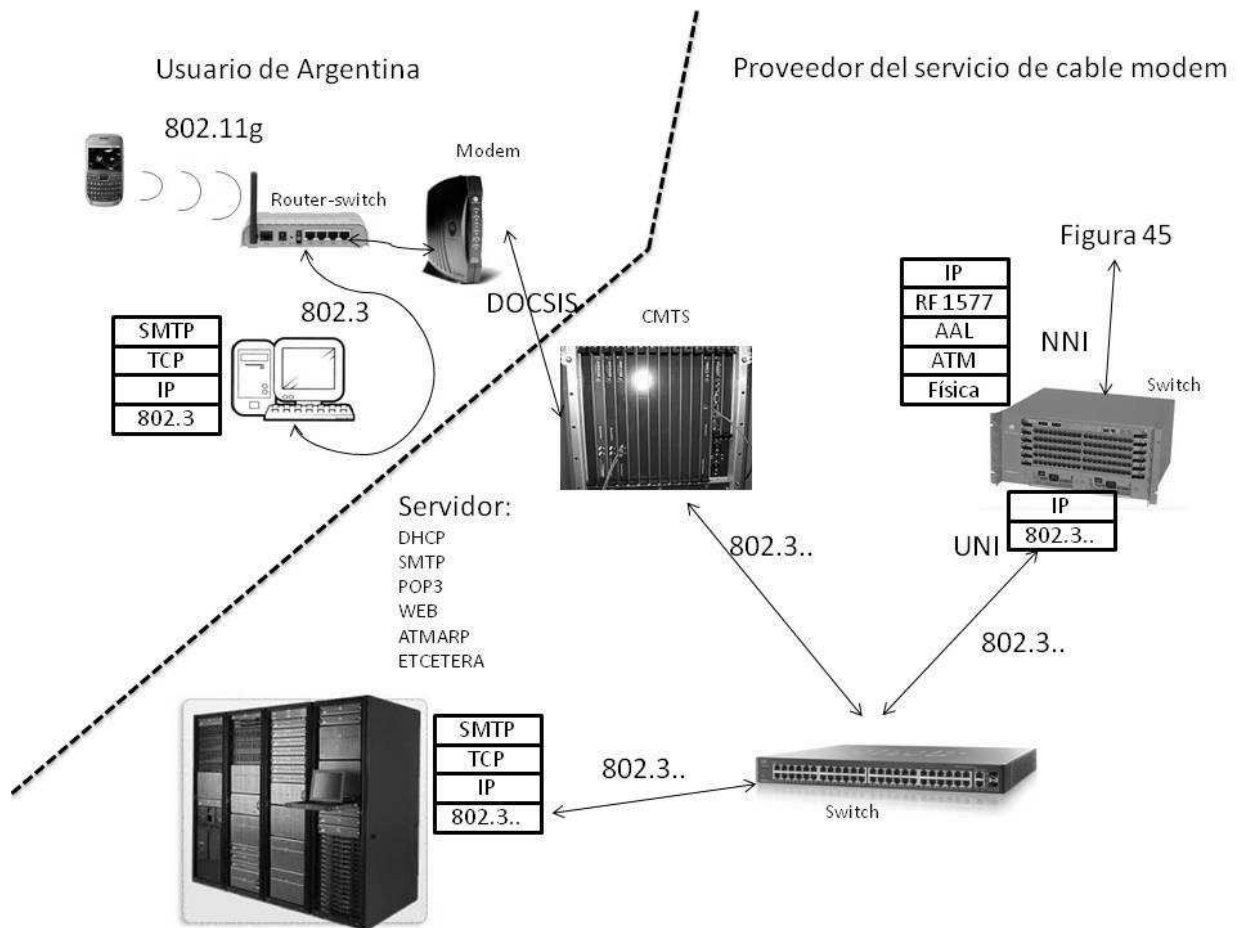 Usuario de Argentina
Proveedor del servicio de cable modem
802.11g
Modem
Router-switch
Figura 45
IP
RF 1577
AAL
ATM
Física
NNI
Switch
DOCSIS
CMTS
802.3
SMTP
TCP
IP
802.3
Servidor:
DHCP
SMTP
POP3
WEB
ATMARP
ETCETERA
802.3..
UNI
IP
802.3..
802.3..
SMTP
TCP
IP
802.3..
802.3..
Switch